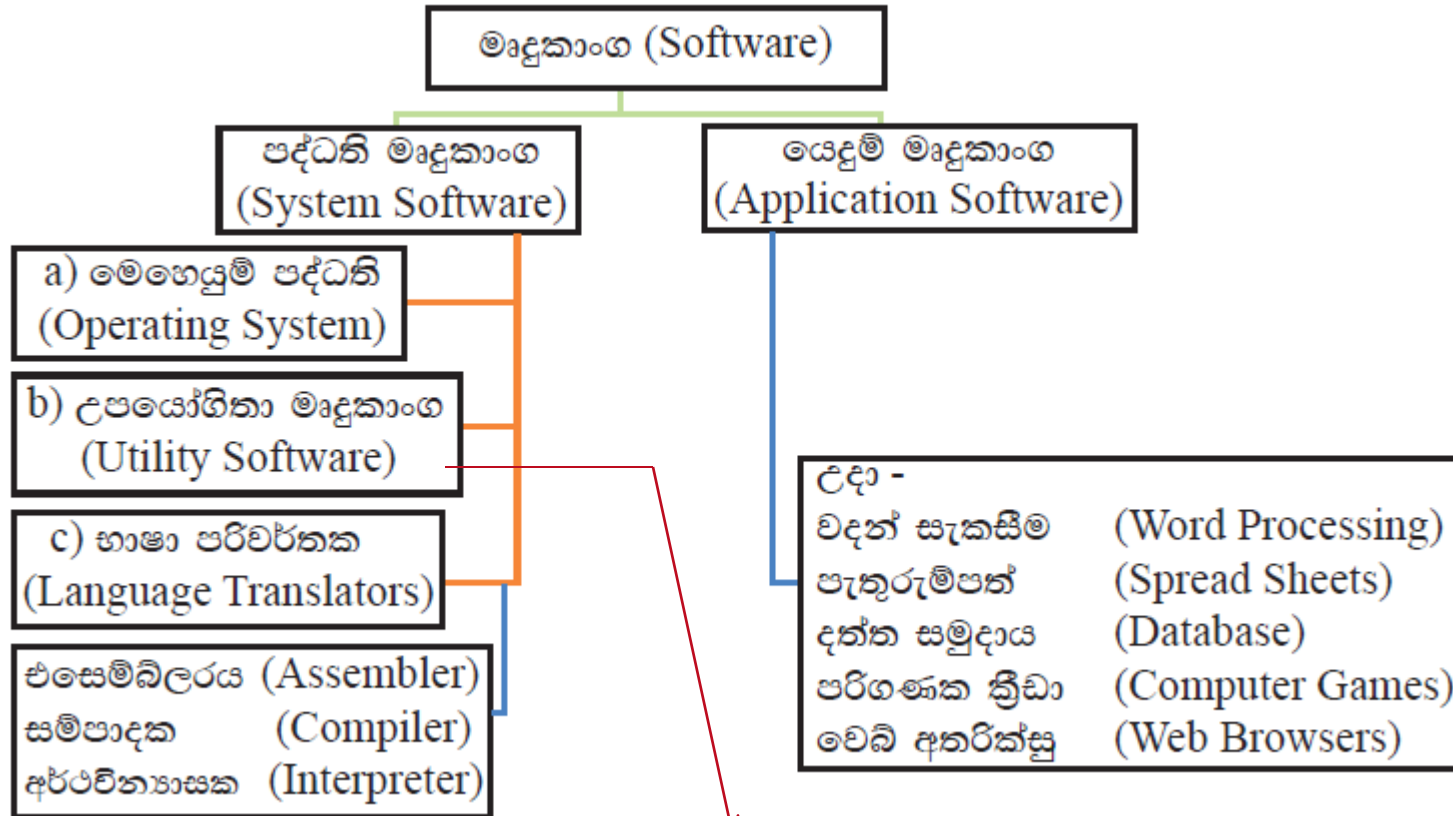 මෘදුකාංග (Software)
පද්ධති මෘදුකාංග
(System Software)
යෙදුම් මෘදුකාංග
(Application Software)
a) මෙහෙයුම් පද්ධති
(Operating System)
b) උපයෝගිතා මෘදුකාංග
(Utility Software)
c) භාෂා පරිවර්තක
(Language Translators)
එසෙම්බ්ලරය (Assembler)
සම්පාදක (Compiler)
අර්ථවින්‍යාසක (Interpreter)
උදා -
වදන් සැකසීම (Word Processing)
පැතුරුම්පත් (Spread Sheets)
දත්ත සමුදාය (Database)
පරිගණක ක්‍රීඩා (Computer Games)
වෙබ් අතරික්සු (Web Browsers)